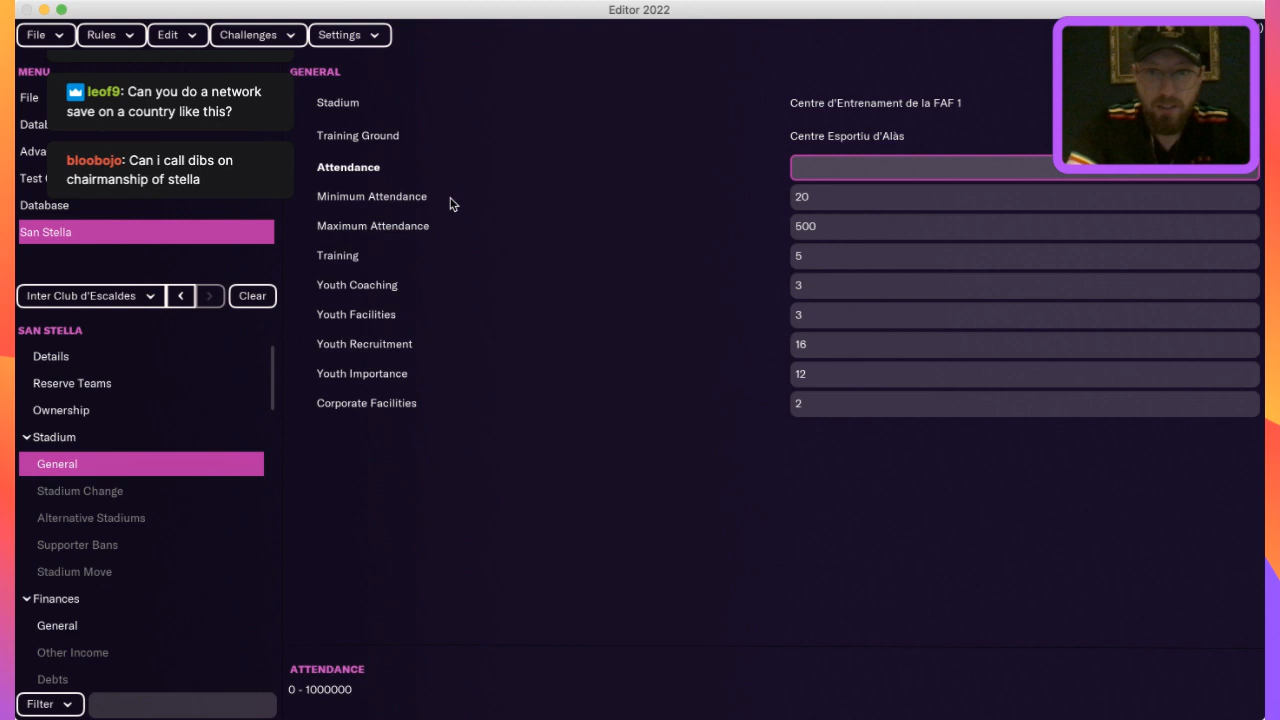 Editor 2022
File
Rules
Edit
Challenges
Settings
MENU
File
Datab
Adva
Test
Database
San Stella
leof9: Can you do a network
save on a country like this?
bloobojo: Can i call dibs on
chairmanship of stella
Inter Club d'Escaldes
Clear
SAN STELLA
Details
Reserve Teams
Ownership
Stadium
General
Stadium Change
Alternative Stadiums
Supporter Bans
Stadium Move
Finances
General
Other Income
Debts
Filter
GENERAL
Stadium
Centre d'Entrenament de la FAF 1
Training Ground
Centre Esportiu d'Alàs
Attendance
Minimum Attendance
20
Maximum Attendance
500
Training
5
Youth Coaching
3
Youth Facilities
3
Youth Recruitment
16
Youth Importance
12
Corporate Facilities
2
ATTENDANCE
0 - 1000000